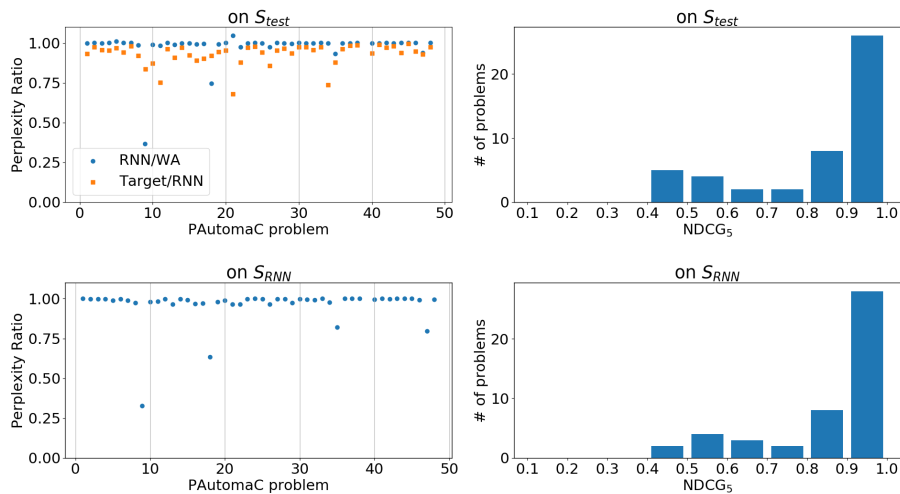 on S_test
Perplexity Ratio
1.00
0.75
0.50
0.25
0.00
RNN/WA
Target/RNN
0 10 20 30 40 50
PAutomaC problem
on S_test
# of problems
20
10
0
0.1 0.2 0.3 0.4 0.5 0.6 0.7 0.8 0.9 1.0
NDCG₅
on S_RNN
Perplexity Ratio
1.00
0.75
0.50
0.25
0.00
0 10 20 30 40 50
PAutomaC problem
on S_RNN
# of problems
20
10
0
0.1 0.2 0.3 0.4 0.5 0.6 0.7 0.8 0.9 1.0
NDCG₅